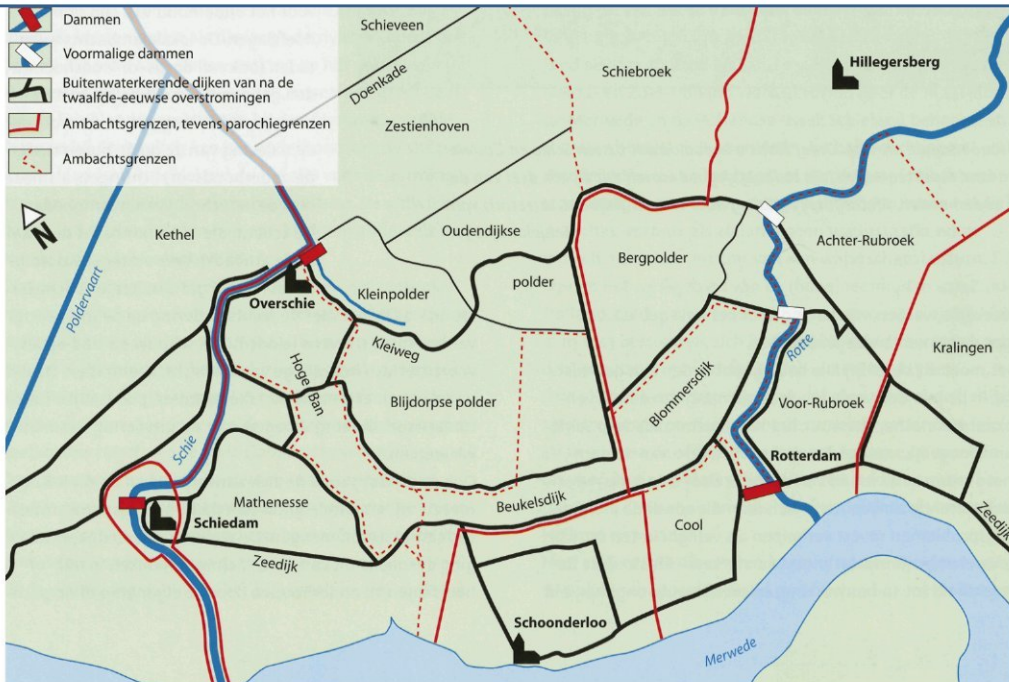 Dammen
Voormalige dammen
Buitenwaterkerende dijken van na de
twaalfde-eeuwse overstromingen
Ambachtsgrenzen, tevens parochiegrenzen
Ambachtsgrenzen
N
Schieveen
Doenkade
Zestienhoven
Schiebroek
Hillegersberg
Kethel
Poldervaart
Overschie
Kleinpolder
Oudendijkse
polder
Bergpolder
Achter-Rubroek
Kleiweg
Hoge Ban
Blijdorpse polder
Blommersdijk
Rotte
Kralingen
Voor-Rubroek
Schie
Rotterdam
Mathenesse
Beukelsdijk
Schiedam
Cool
Zeedijk
Zeedijk
Schoonderloo
Merwede